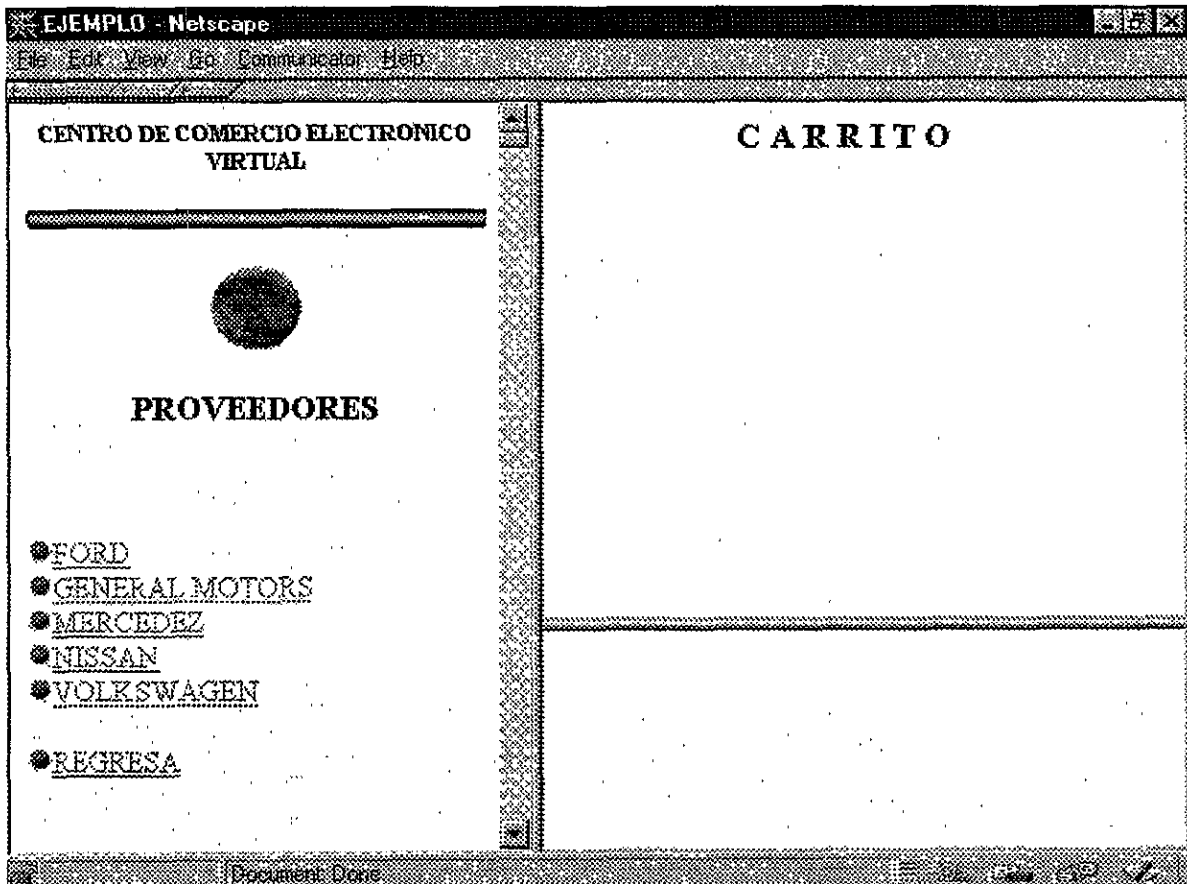 EJEMPLO - Netscape
File Edit View Go Communicator Help
CENTRO DE COMERCIO ELECTRONICO
VIRTUAL
PROVEEDORES
FORD
GENERAL MOTORS
MERCEDEZ
NISSAN
VOLKSWAGEN
REGRESA
C A R R I T O
Document: Done